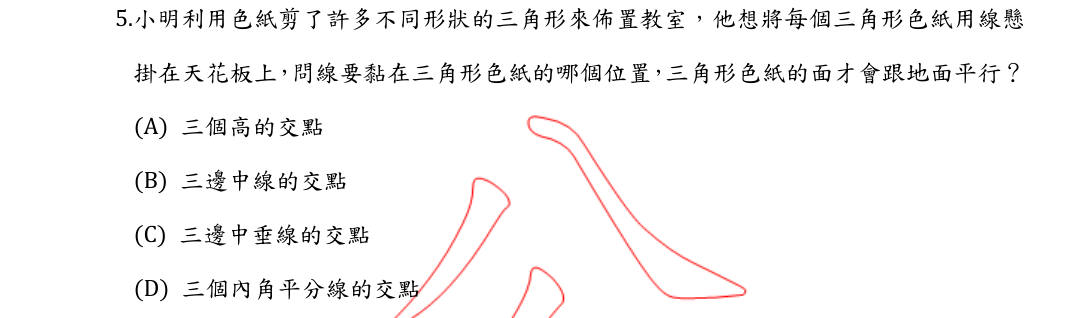 5.小明利用色紙剪了許多不同形狀的三角形來佈置教室，他想將每個三角形色紙用線懸
掛在天花板上，問線要黏在三角形色紙的哪個位置，三角形色紙的面才會跟地面平行？
(A) 三個高的交點
(B) 三邊中線的交點
(C) 三邊中垂線的交點
(D) 三個內角平分線的交點